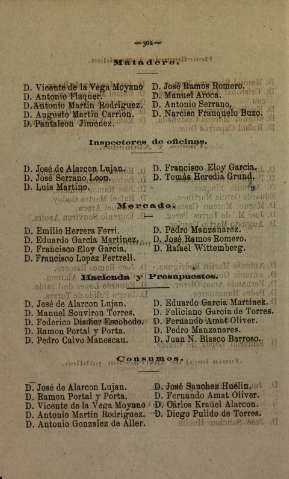 —302—
Matadero.
D. Vicente de la Vega Moyano
D. Antonio Flaquer.
D. Antonio Martin Rodriguez.
D. Augusto Martin Carrion.
D. Pantaleon Jimenez.
D. José Ramos Romero.
D. Manuel Aroca.
D. Antonio Serrano.
D. Narciso Franquelo Buzo.
Inspectores de oficinas.
D. José de Alarcon Lujan.
D. José Serrano Leon.
D. Luis Martino.
D. Francisco Eloy Garcia.
D. Tomás Heredia Grund.
Mercado.
D. Emilio Herrera Ferri.
D. Eduardo Garcia Martinez.
D. Francisco Eloy Garcia.
D. Francisco Lopez Fertrell.
D. Pedro Manzanarez.
D. José Ramos Romero.
D. Rafael Wittemberg.
Hacienda y Presupuestos.
D. José de Alarcon Lujan.
D. Manuel Souviron Torres.
D. Federico Disdier Escobedo.
D. Ramon Portal y Porta.
D. Pedro Calvo Manescau.
D. Eduardo Garcia Martinez.
D. Feliciano Garcia de Torres.
D. Fernando Amat Oliver.
D. Pedro Manzanares.
D. Juan N. Blasco Barroso.
Consumos.
D. José de Alarcon Lujan.
D. Ramon Portal y Porta.
D. Vicente de la Vega Moyano
D. Antonio Martin Rodriguez.
D. Antonio Gonzalez de Aller.
D. José Sanchez Huelin.
D. Fernando Amat Oliver.
D. Cárlos Kraüel Alarcon.
D. Diego Pulido de Torres.